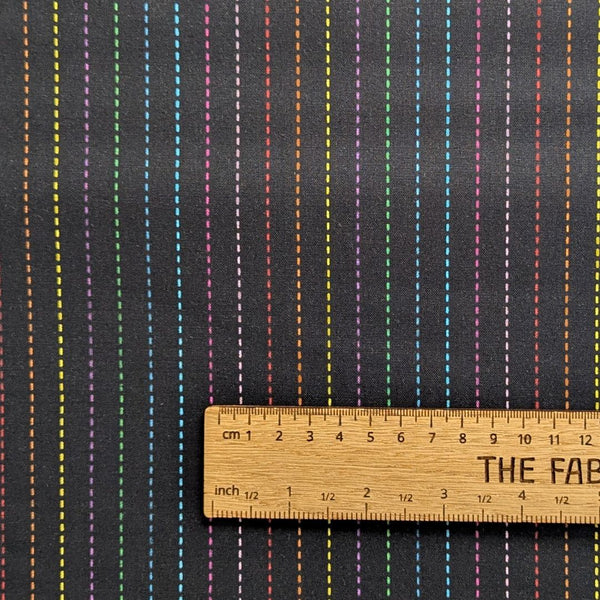 cm 1 2 3 4 5 6 7 8 9 10 11 12
THE FAB
inch 1/2 1 1/2 2 1/2 3 1/2 4 1/2